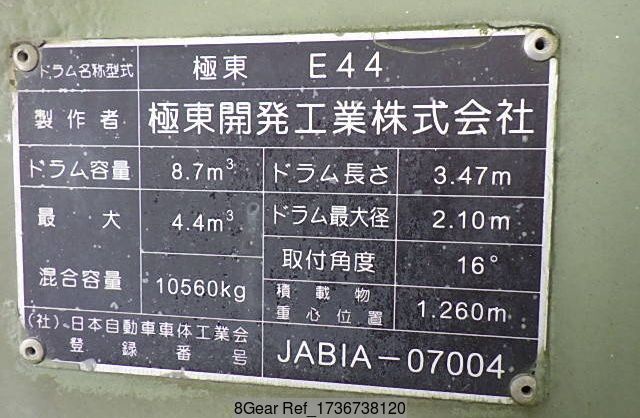 ドラム名称型式 極東 E44
製作者 極東開発工業株式会社
ドラム容量 8.7m³ ドラム長さ 3.47m
最大 4.4m³ ドラム最大径 2.10m
混合容量 10560kg 取付角度 16°
積載物
重心位置 1.260m
(社)日本自動車車体工業会
登録番号 JABIA-07004
8Gear Ref_1736738120